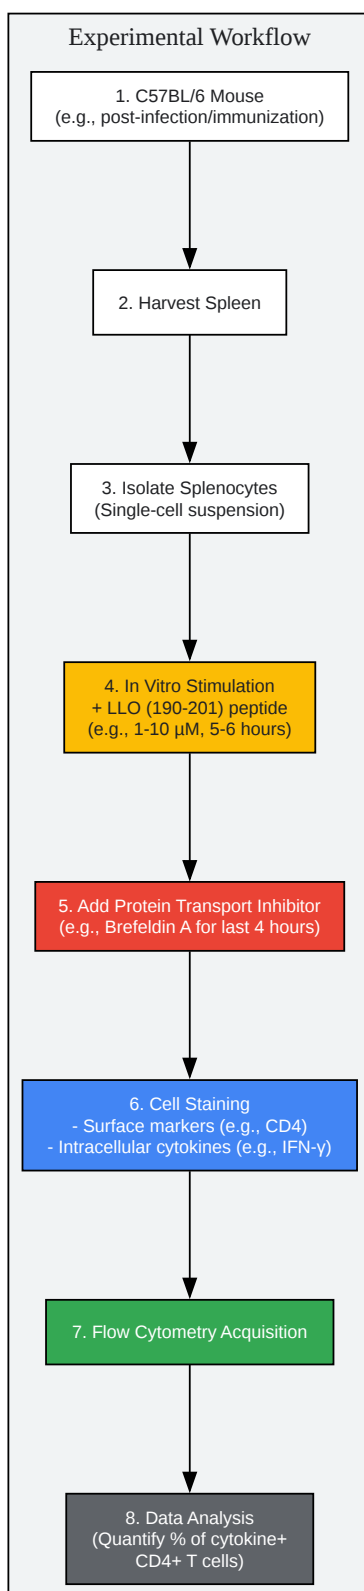 Experimental Workflow
1. C57BL/6 Mouse
(e.g., post-infection/immunization)
2. Harvest Spleen
3. Isolate Splenocytes
(Single-cell suspension)
4. In Vitro Stimulation
+ LLO (190-201) peptide
(e.g., 1-10 µM, 5-6 hours)
5. Add Protein Transport Inhibitor
(e.g., Brefeldin A for last 4 hours)
6. Cell Staining
- Surface markers (e.g., CD4)
- Intracellular cytokines (e.g., IFN-γ)
7. Flow Cytometry Acquisition
8. Data Analysis
(Quantify % of cytokine+
CD4+ T cells)